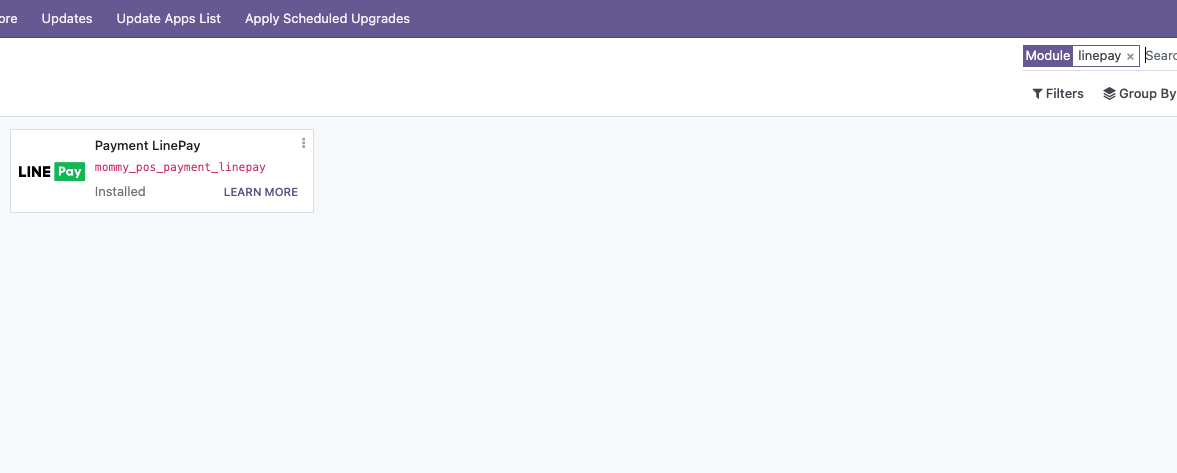 ore Updates Update Apps List Apply Scheduled Upgrades
Module linepay × Searc
Filters Group By
Payment LinePay
LINE Pay
mommy_pos_payment_linepay
Installed LEARN MORE